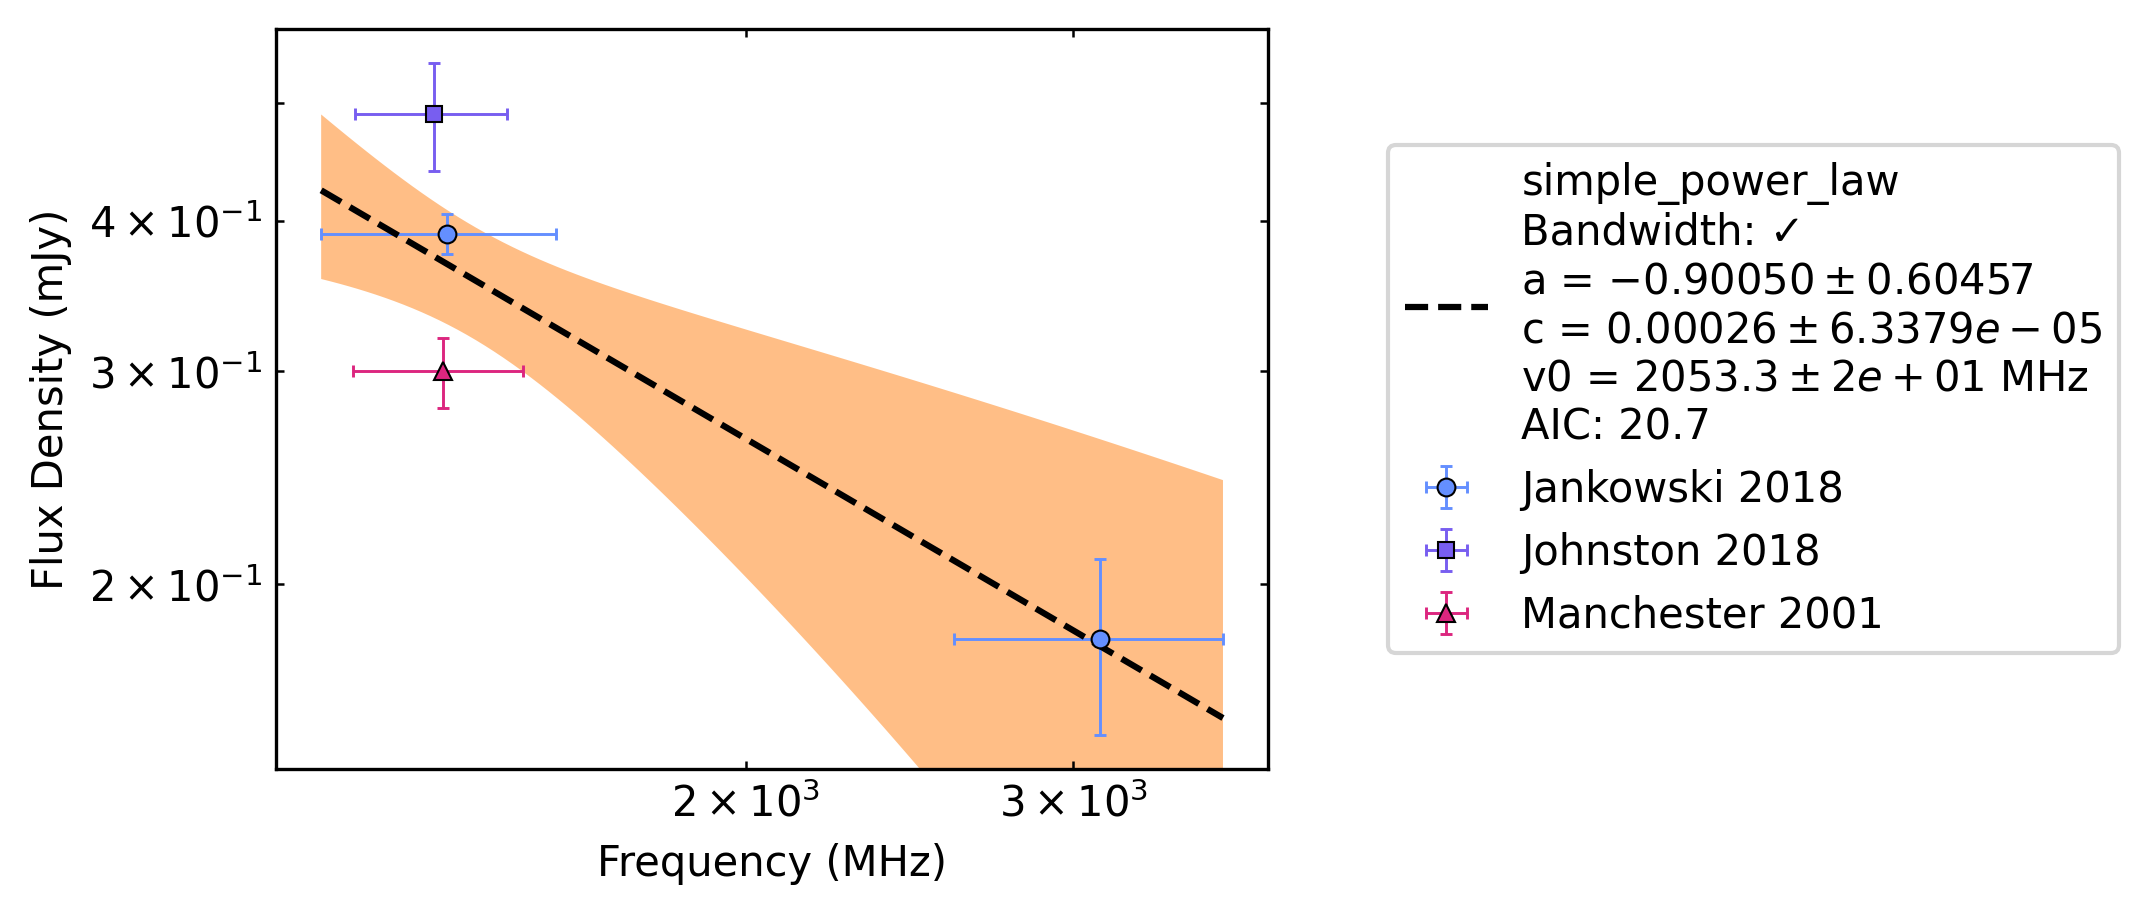 Flux Density (mJy)
4 × 10⁻¹
3 × 10⁻¹
2 × 10⁻¹
2 × 10³
3 × 10³
Frequency (MHz)
simple_power_law
Bandwidth: ✓
a = −0.90050 ± 0.60457
c = 0.00026 ± 6.3379e − 05
v0 = 2053.3 ± 2e + 01 MHz
AIC: 20.7
Jankowski 2018
Johnston 2018
Manchester 2001